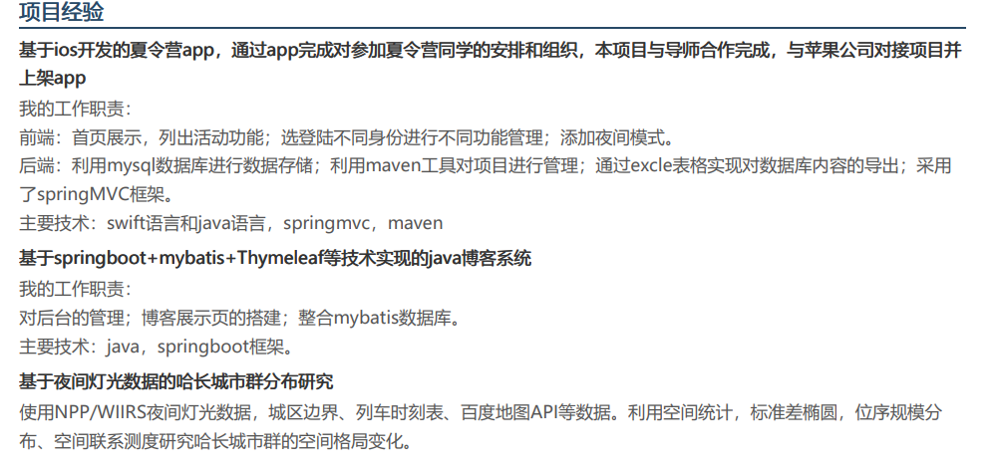 项目经验
基于ios开发的夏令营app，通过app完成对参加夏令营同学的安排和组织，本项目与导师合作完成，与苹果公司对接项目并
上架app
我的工作职责：
前端：首页展示，列出活动功能；选登陆不同身份进行不同功能管理；添加夜间模式。
后端：利用mysql数据库进行数据存储；利用maven工具对项目进行管理；通过excle表格实现对数据库内容的导出；采用
了springMVC框架。
主要技术：swift语言和java语言，springmvc，maven
基于springboot+mybatis+Thymeleaf等技术实现的java博客系统
我的工作职责：
对后台的管理；博客展示页的搭建；整合mybatis数据库。
主要技术：java，springboot框架。
基于夜间灯光数据的哈长城市群分布研究
使用NPP/WIIRS夜间灯光数据，城区边界、列车时刻表、百度地图API等数据。利用空间统计，标准差椭圆，位序规模分
布、空间联系测度研究哈长城市群的空间格局变化。